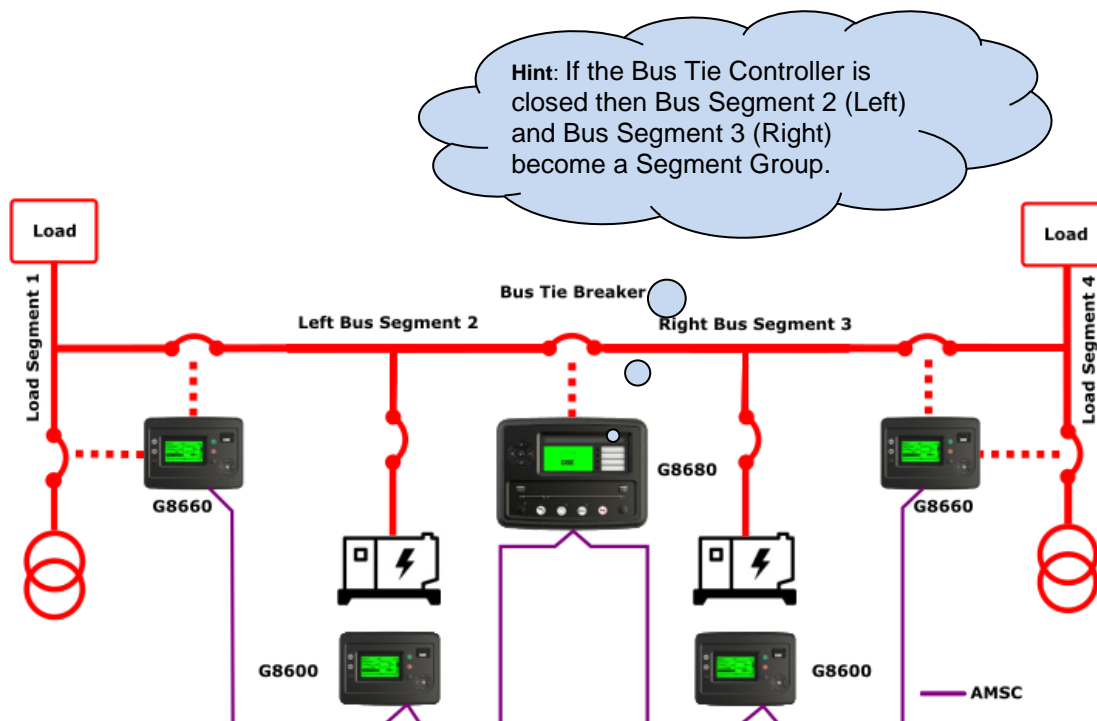 Hint: If the Bus Tie Controller is
closed then Bus Segment 2 (Left)
and Bus Segment 3 (Right)
become a Segment Group.
Load
Load
Load Segment 1
Load Segment 4
Bus Tie Breaker
Left Bus Segment 2
Right Bus Segment 3
G8660
G8680
G8660
G8600
G8600
AMSC